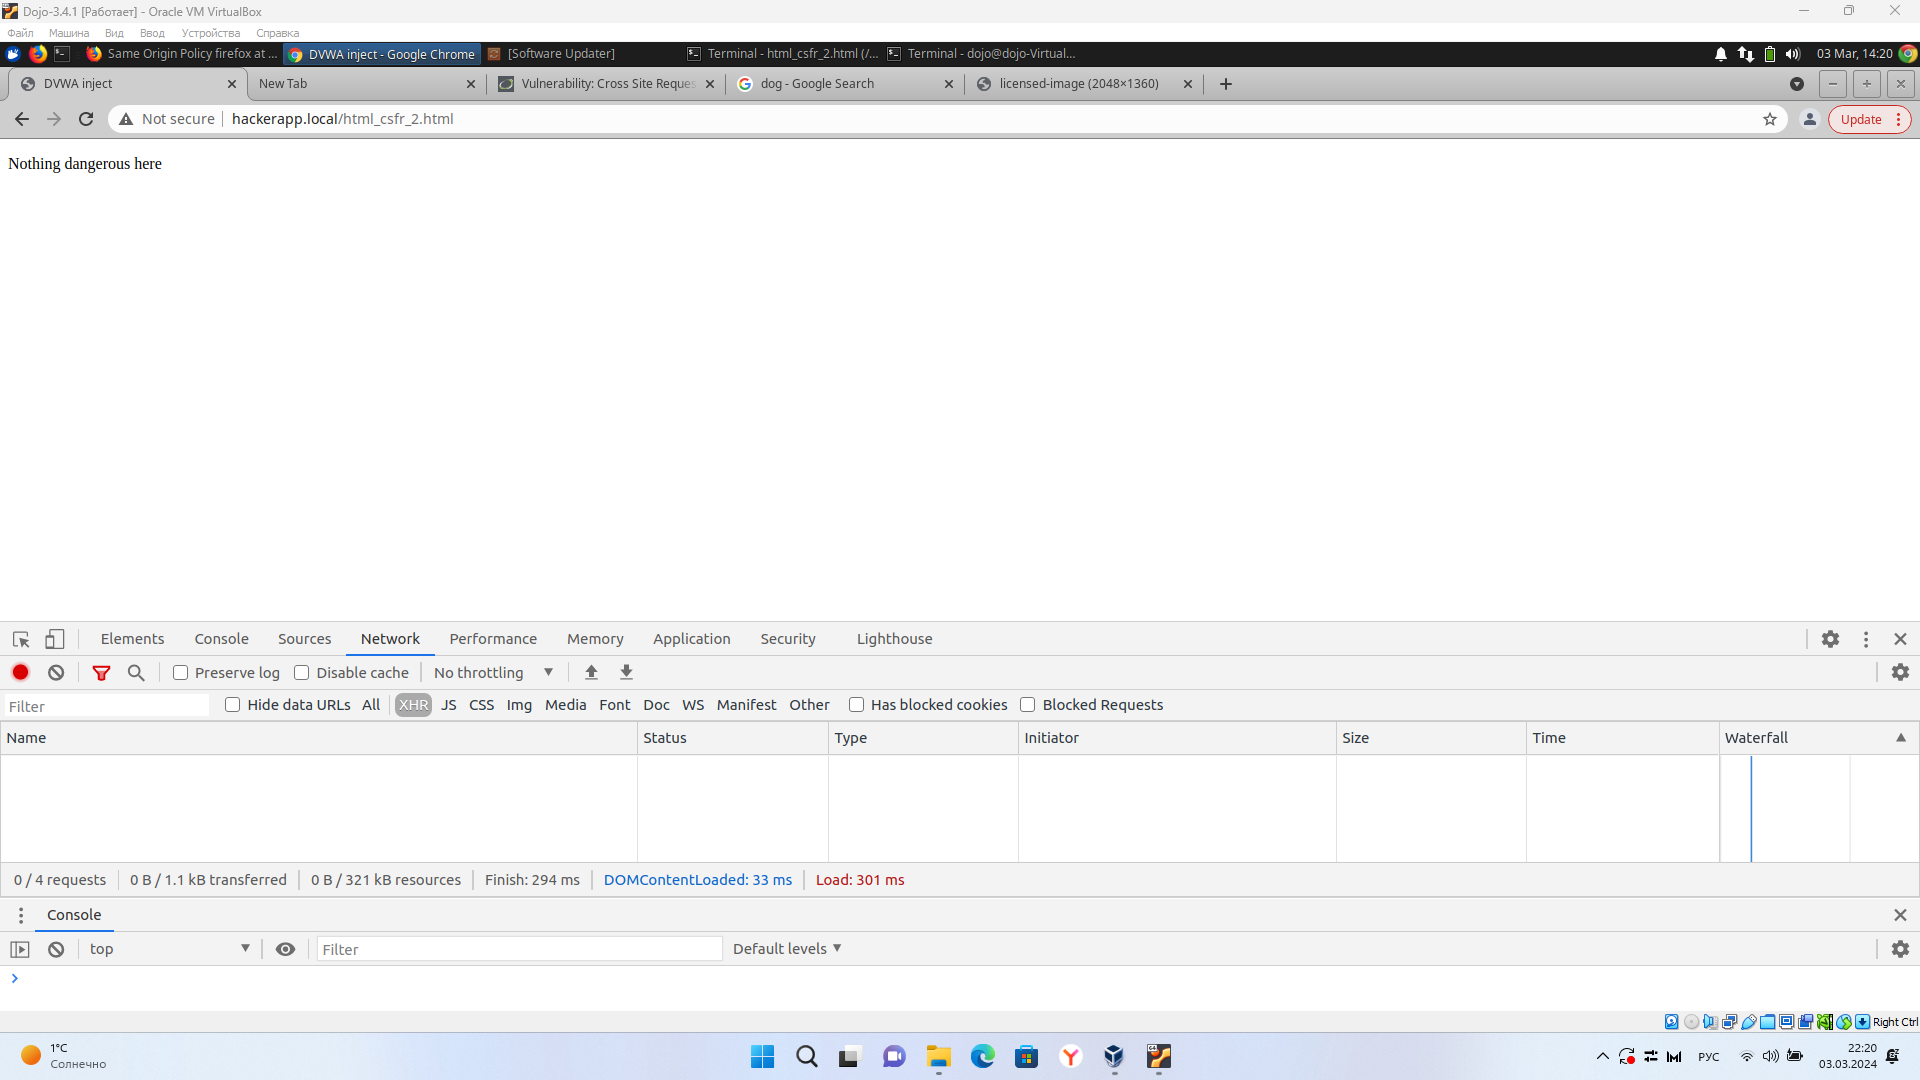 Dojo-3.4.1 [Работает] - Oracle VM VirtualBox
Файл Машина Вид Ввод Устройства Справка
Same Origin Policy firefox at ... DVWA inject - Google Chrome [Software Updater] Terminal - html_csfr_2.html (/... Terminal - dojo@dojo-Virtual... 03 Mar, 14:20
DVWA inject New Tab Vulnerability: Cross Site Reques dog - Google Search licensed-image (2048×1360)
Not secure hackerapp.local/html_csfr_2.html Update
Nothing dangerous here
Elements Console Sources Network Performance Memory Application Security Lighthouse
Preserve log Disable cache No throttling
Filter Hide data URLs All XHR JS CSS Img Media Font Doc WS Manifest Other Has blocked cookies Blocked Requests
Name Status Type Initiator Size Time Waterfall
0 / 4 requests 0 B / 1.1 kB transferred 0 B / 321 kB resources Finish: 294 ms DOMContentLoaded: 33 ms Load: 301 ms
Console
top Filter Default levels
Right Ctrl
1°C
Солнечно
РУС
22:20
03.03.2024